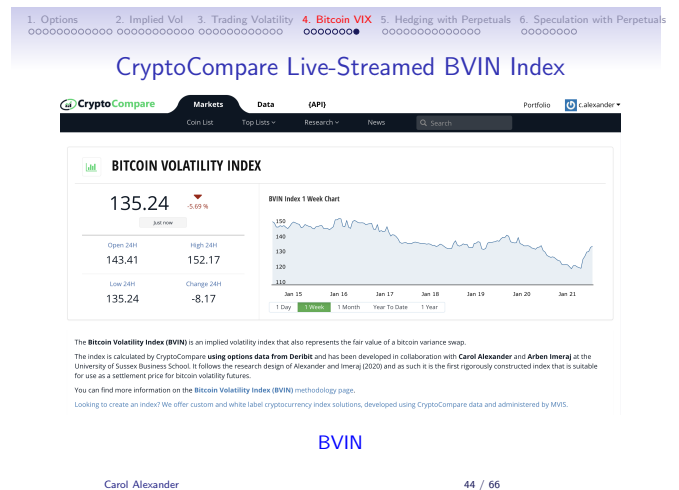 1. Options 2. Implied Vol 3. Trading Volatility 4. Bitcoin VIX 5. Hedging with Perpetuals 6. Speculation with Perpetuals
CryptoCompare Live-Streamed BVIN Index
CryptoCompare Markets Data {API} Portfolio c.alexander
Coin List Top Lists Research News Search
BITCOIN VOLATILITY INDEX
135.24 -5.69 %
Just now
Open 24H High 24H
143.41 152.17
Low 24H Change 24H
135.24 -8.17
BVIN Index 1 Week Chart
150
140
130
120
110
Jan 15 Jan 16 Jan 17 Jan 18 Jan 19 Jan 20 Jan 21
1 Day 1 Week 1 Month Year To Date 1 Year
The Bitcoin Volatility Index (BVIN) is an implied volatility index that also represents the fair value of a bitcoin variance swap.
The index is calculated by CryptoCompare using options data from Deribit and has been developed in collaboration with Carol Alexander and Arben Imeraj at the
University of Sussex Business School. It follows the research design of Alexander and Imeraj (2020) and as such it is the first rigorously constructed index that is suitable
for use as a settlement price for bitcoin volatility futures.
You can find more information on the Bitcoin Volatility Index (BVIN) methodology page.
Looking to create an index? We offer custom and white label cryptocurrency index solutions, developed using CryptoCompare data and administered by MVIS.
BVIN
Carol Alexander 44 / 66